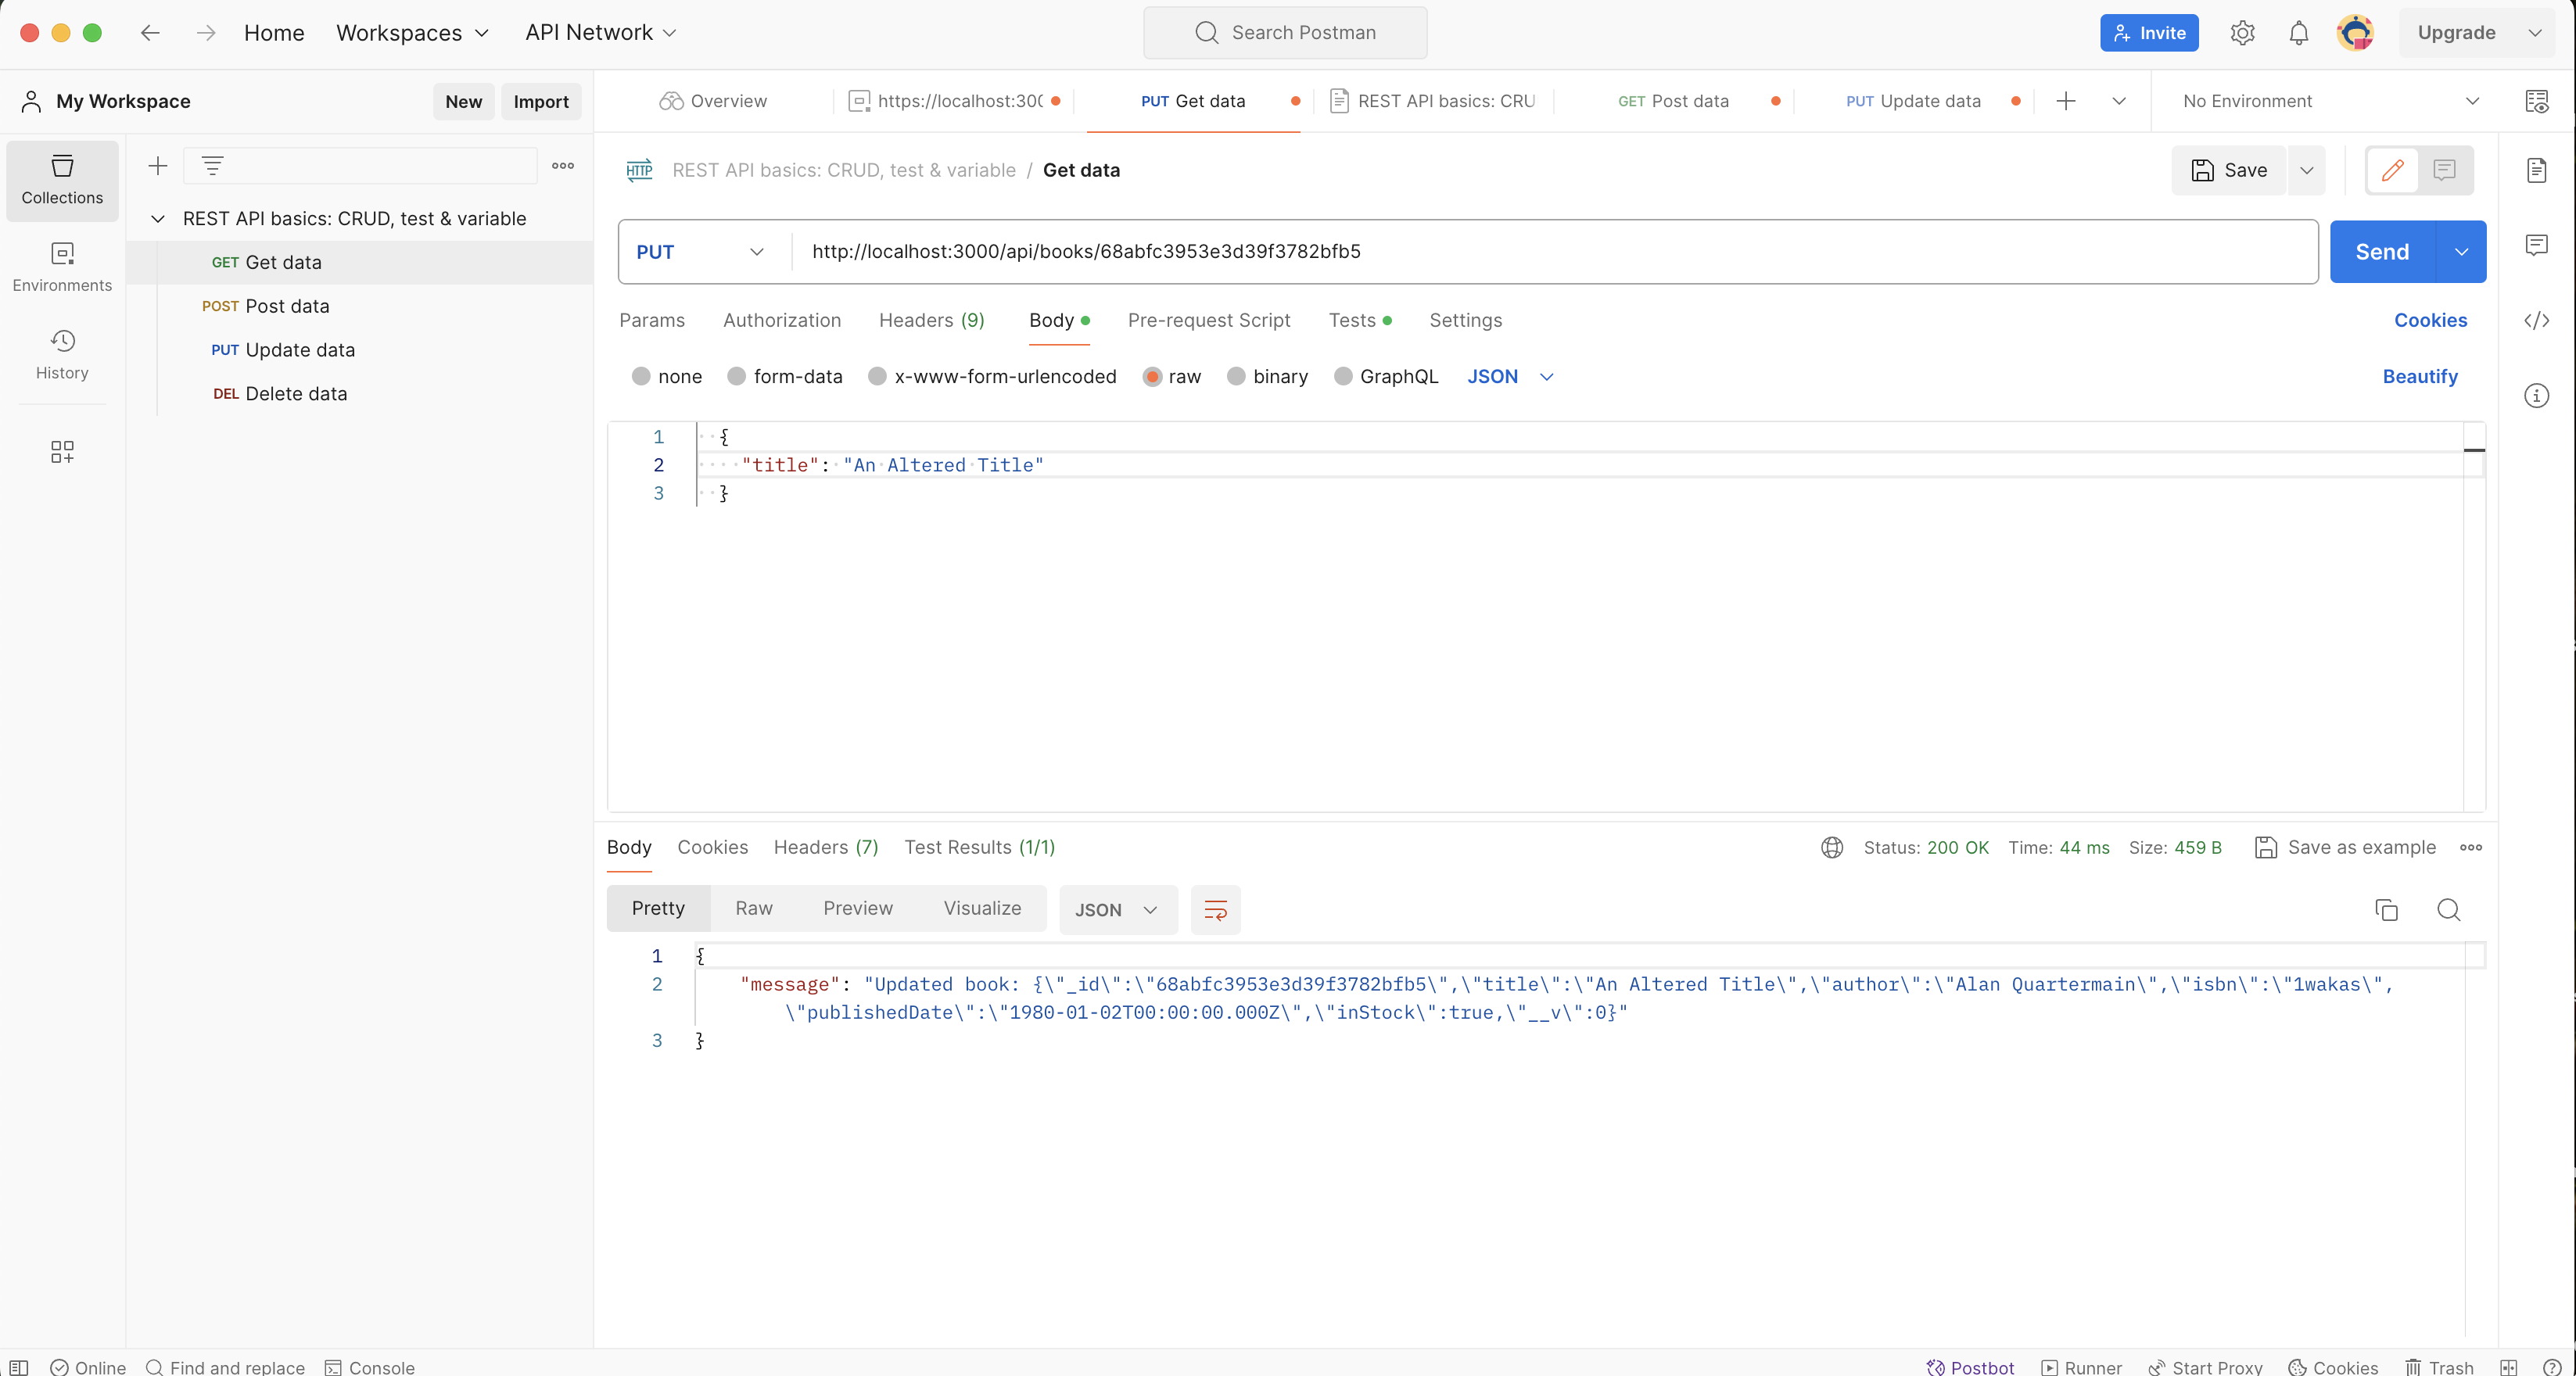 Home Workspaces API Network Search Postman Invite Upgrade
My Workspace New Import Overview https://localhost:300 PUT Get data REST API basics: CRU GET Post data PUT Update data No Environment
Collections
Environments
History
REST API basics: CRUD, test & variable
GET Get data
POST Post data
PUT Update data
DEL Delete data
HTTP REST API basics: CRUD, test & variable / Get data Save
PUT http://localhost:3000/api/books/68abfc3953e3d39f3782bfb5 Send
Params Authorization Headers (9) Body Pre-request Script Tests Settings Cookies
none form-data x-www-form-urlencoded raw binary GraphQL JSON Beautify
1 {
2 "title": "An Altered Title"
3 }
Body Cookies Headers (7) Test Results (1/1) Status: 200 OK Time: 44 ms Size: 459 B Save as example
Pretty Raw Preview Visualize JSON
1 {
2 "message": "Updated book: {\"_id\":\"68abfc3953e3d39f3782bfb5\",\"title\":\"An Altered Title\",\"author\":\"Alan Quartermain\",\"isbn\":\"1wakas\",
\"publishedDate\":\"1980-01-02T00:00:00.000Z\",\"inStock\":true,\"__v\":0}"
3 }
Online Find and replace Console Postbot Runner Start Proxy Cookies Trash